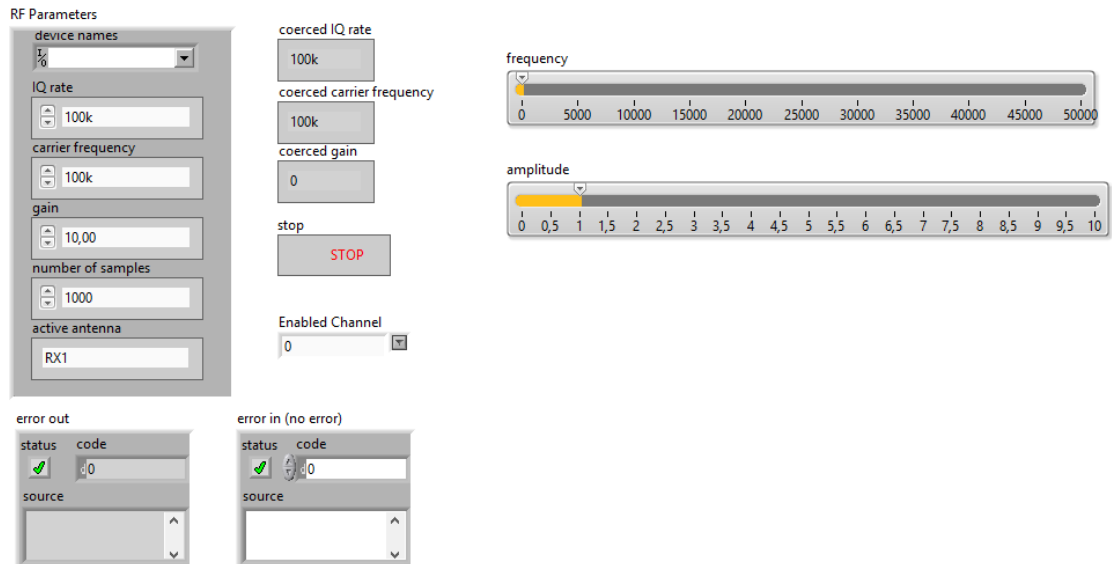 RF Parameters
device names
IQ rate
100k
carrier frequency
100k
gain
10,00
number of samples
1000
active antenna
RX1
coerced IQ rate
100k
coerced carrier frequency
100k
coerced gain
0
stop
STOP
Enabled Channel
0
frequency
0 5000 10000 15000 20000 25000 30000 35000 40000 45000 50000
amplitude
0 0,5 1 1,5 2 2,5 3 3,5 4 4,5 5 5,5 6 6,5 7 7,5 8 8,5 9 9,5 10
error out
status code
d 0
source
error in (no error)
status code
d 0
source